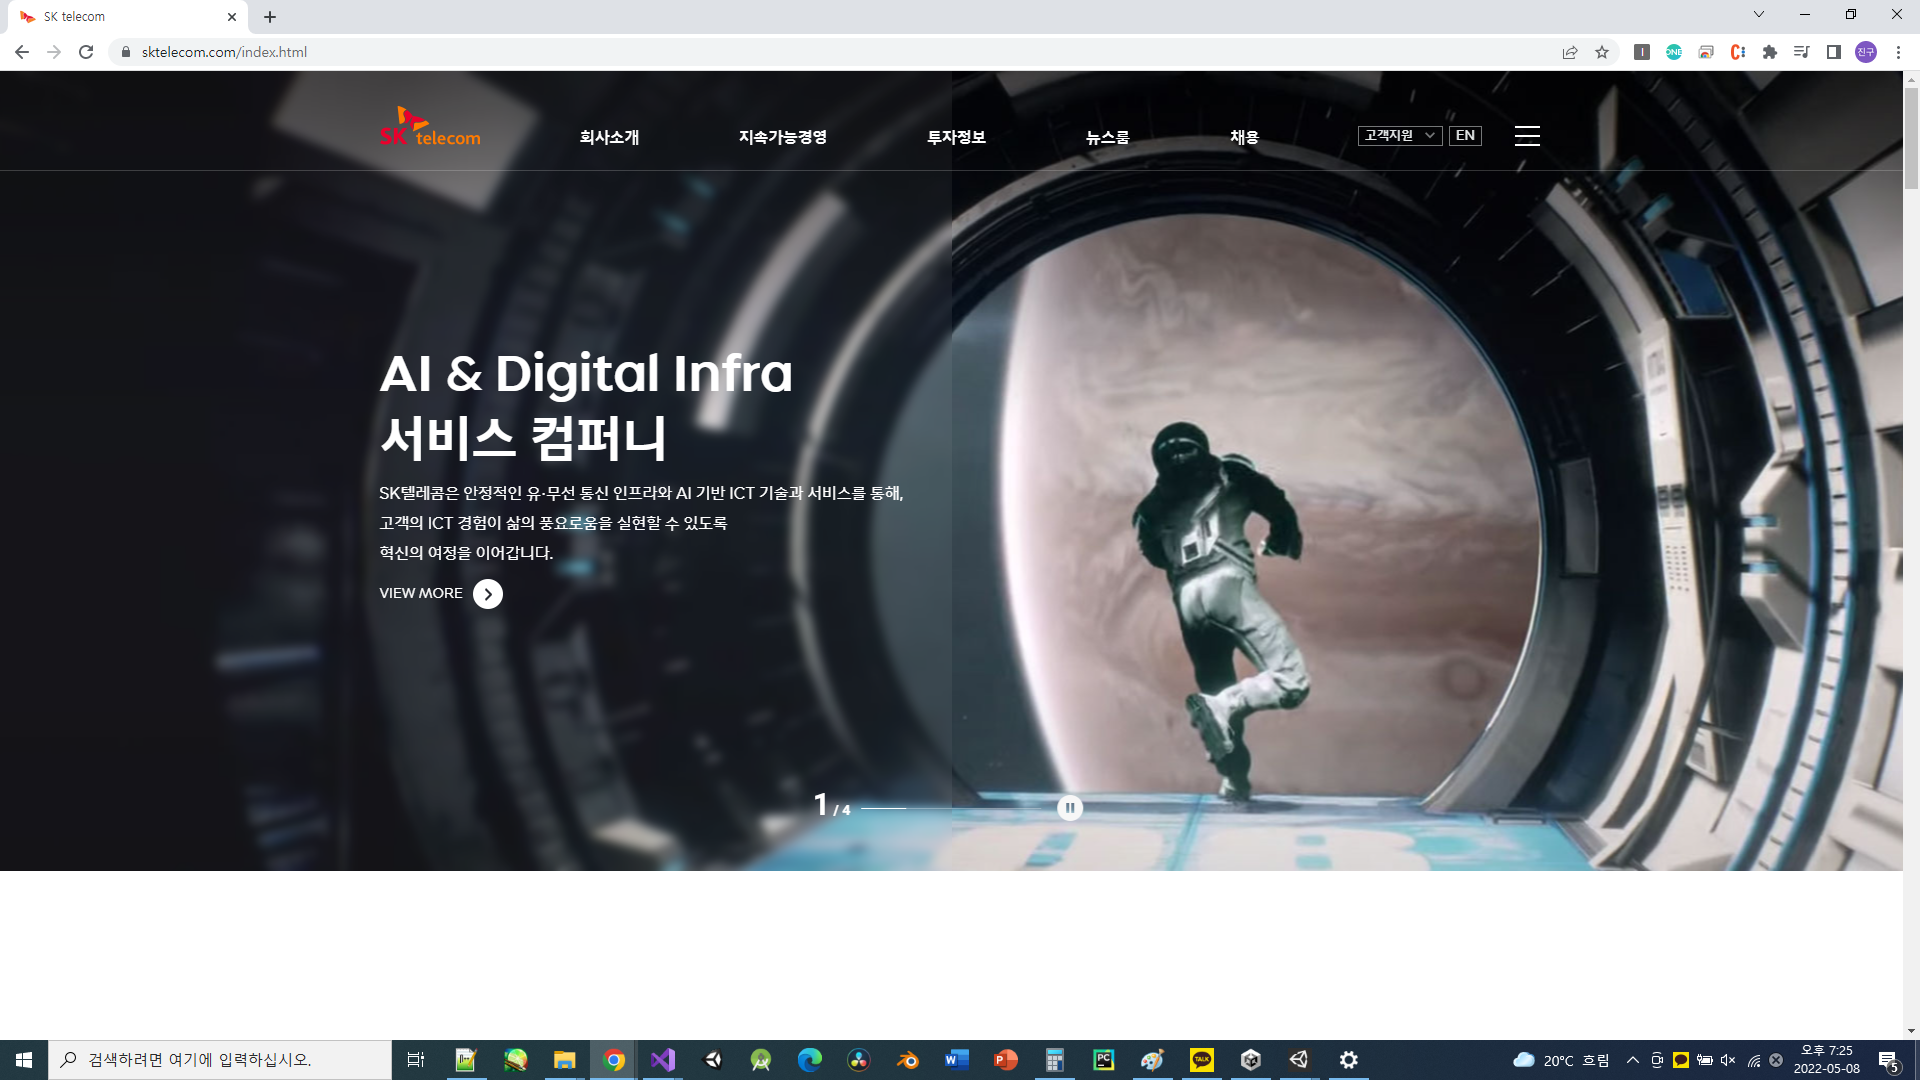 SK telecom
sktelecom.com/index.html
ONE
진구
SK telecom
회사소개
지속가능경영
투자정보
뉴스룸
채용
고객지원
EN
AI & Digital Infra
서비스 컴퍼니
SK텔레콤은 안정적인 유·무선 통신 인프라와 AI 기반 ICT 기술과 서비스를 통해,
고객의 ICT 경험이 삶의 풍요로움을 실현할 수 있도록
혁신의 여정을 이어갑니다.
VIEW MORE
1 / 4
검색하려면 여기에 입력하십시오.
W
P
PC
TALK
20°C 흐림
오후 7:25
2022-05-08
5